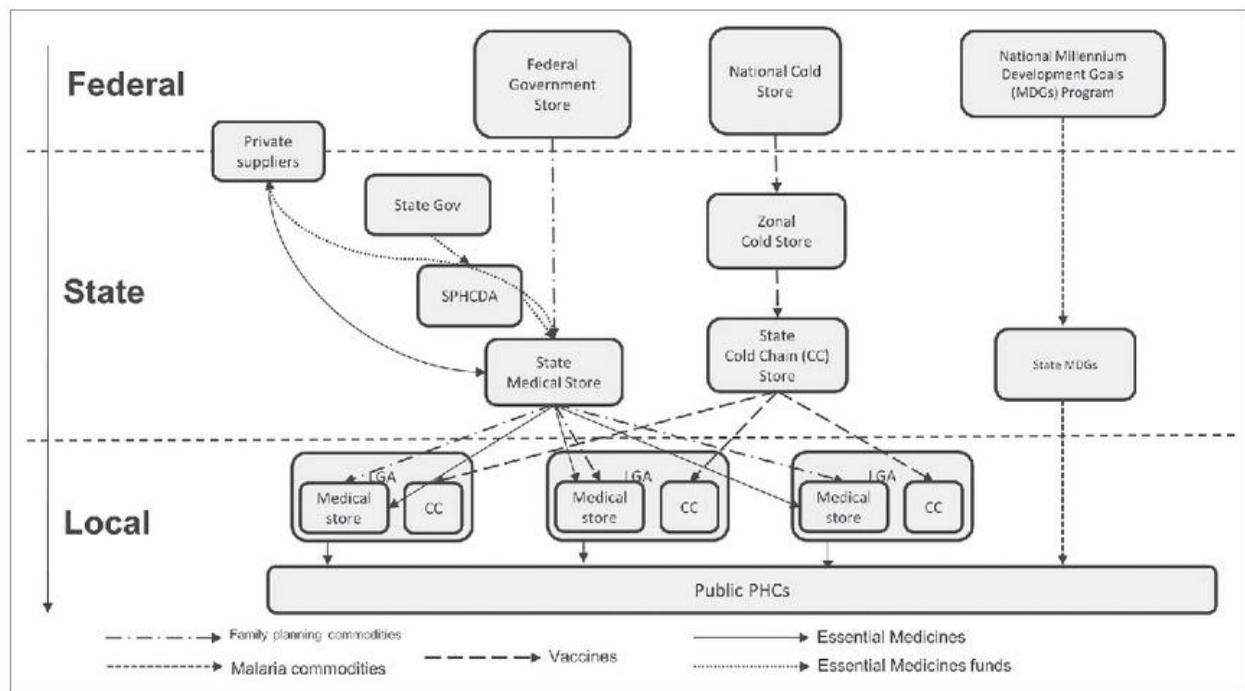 Federal
Federal
Government
Store
National Cold
Store
National Millennium
Development Goals
(MDGs) Program
Private
suppliers
State
State Gov
SPHCDA
State
Medical Store
Zonal
Cold Store
State
Cold Chain (CC)
Store
State MDGs
Local
LGA
Medical
store
CC
LGA
Medical
store
CC
LGA
Medical
store
CC
Public PHCs
Family planning commodities
Malaria commodities
Vaccines
Essential Medicines
Essential Medicines funds